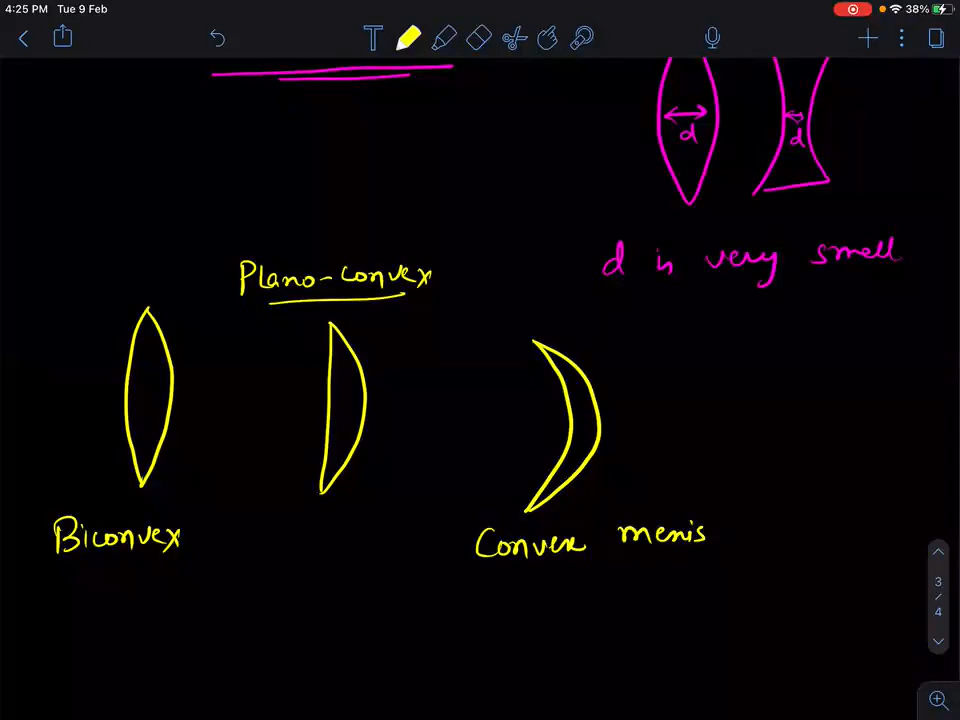 4:25 PM Tue 9 Feb 38%
T
d d
d is very small
Plano-convex
Biconvex
Convex menis
3
/
4